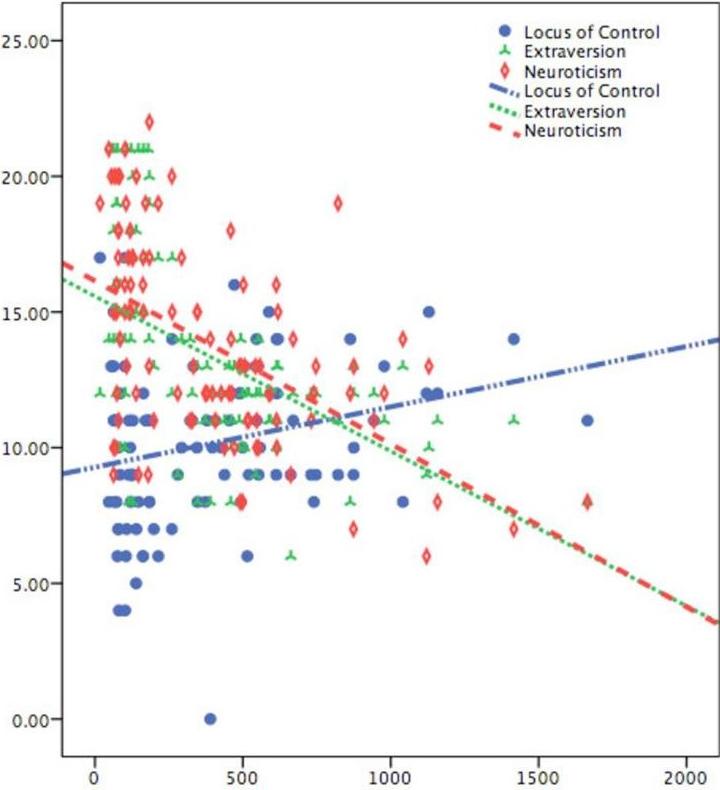 25.00
20.00
15.00
10.00
5.00
0.00
Locus of Control
Extraversion
Neuroticism
Locus of Control
Extraversion
Neuroticism
0 500 1000 1500 2000